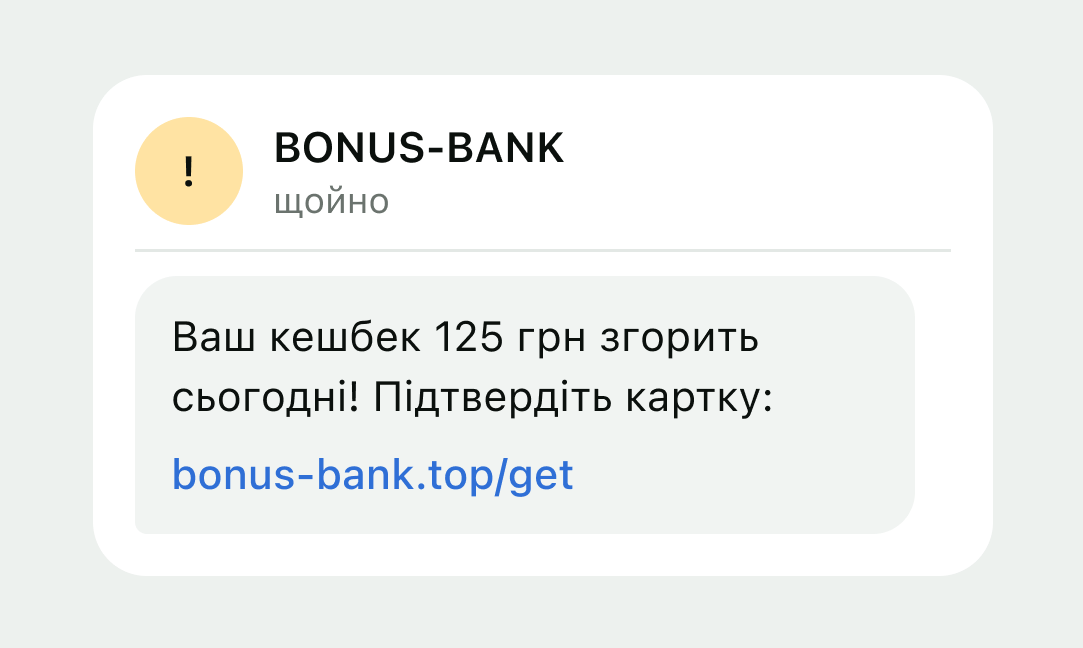 !
BONUS-BANK
щойно
Ваш кешбек 125 грн згорить
сьогодні! Підтвердіть картку:
bonus-bank.top/get